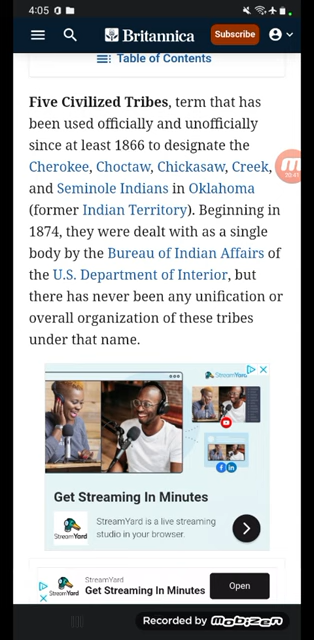 4:05
Britannica
Subscribe
Table of Contents
Five Civilized Tribes, term that has
been used officially and unofficially
since at least 1866 to designate the
Cherokee, Choctaw, Chickasaw, Creek,
and Seminole Indians in Oklahoma
(former Indian Territory). Beginning in
1874, they were dealt with as a single
body by the Bureau of Indian Affairs of
the U.S. Department of Interior, but
there has never been any unification or
overall organization of these tribes
under that name.
StreamYard
Get Streaming In Minutes
StreamYard
StreamYard is a live streaming
studio in your browser.
StreamYard
StreamYard
Get Streaming In Minutes
Open
Recorded by Mobizen